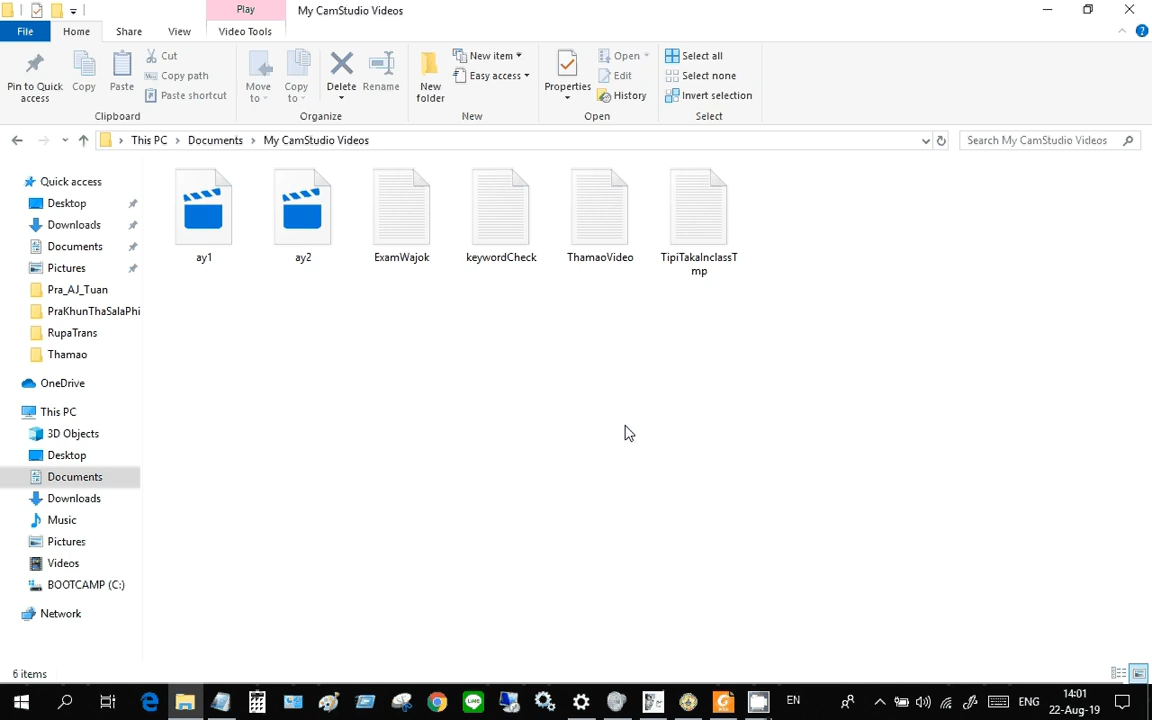 Play
My CamStudio Videos
File
Home
Share
View
Video Tools
Pin to Quick
access
Copy
Paste
Cut
Copy path
Paste shortcut
Clipboard
Move
to
Copy
to
Delete
Rename
Organize
New
folder
New item
Easy access
New
Properties
Open
Edit
History
Open
Select all
Select none
Invert selection
Select
This PC
Documents
My CamStudio Videos
Search My CamStudio Videos
Quick access
Desktop
Downloads
Documents
Pictures
Pra_AJ_Tuan
PraKhunThaSalaPhi
RupaTrans
Thamao
OneDrive
This PC
3D Objects
Desktop
Documents
Downloads
Music
Pictures
Videos
BOOTCAMP (C:)
Network
ay1
ay2
ExamWajok
keywordCheck
ThamaoVideo
TipiTakaInclassT
mp
6 items
EN
ENG
14:01
22-Aug-19